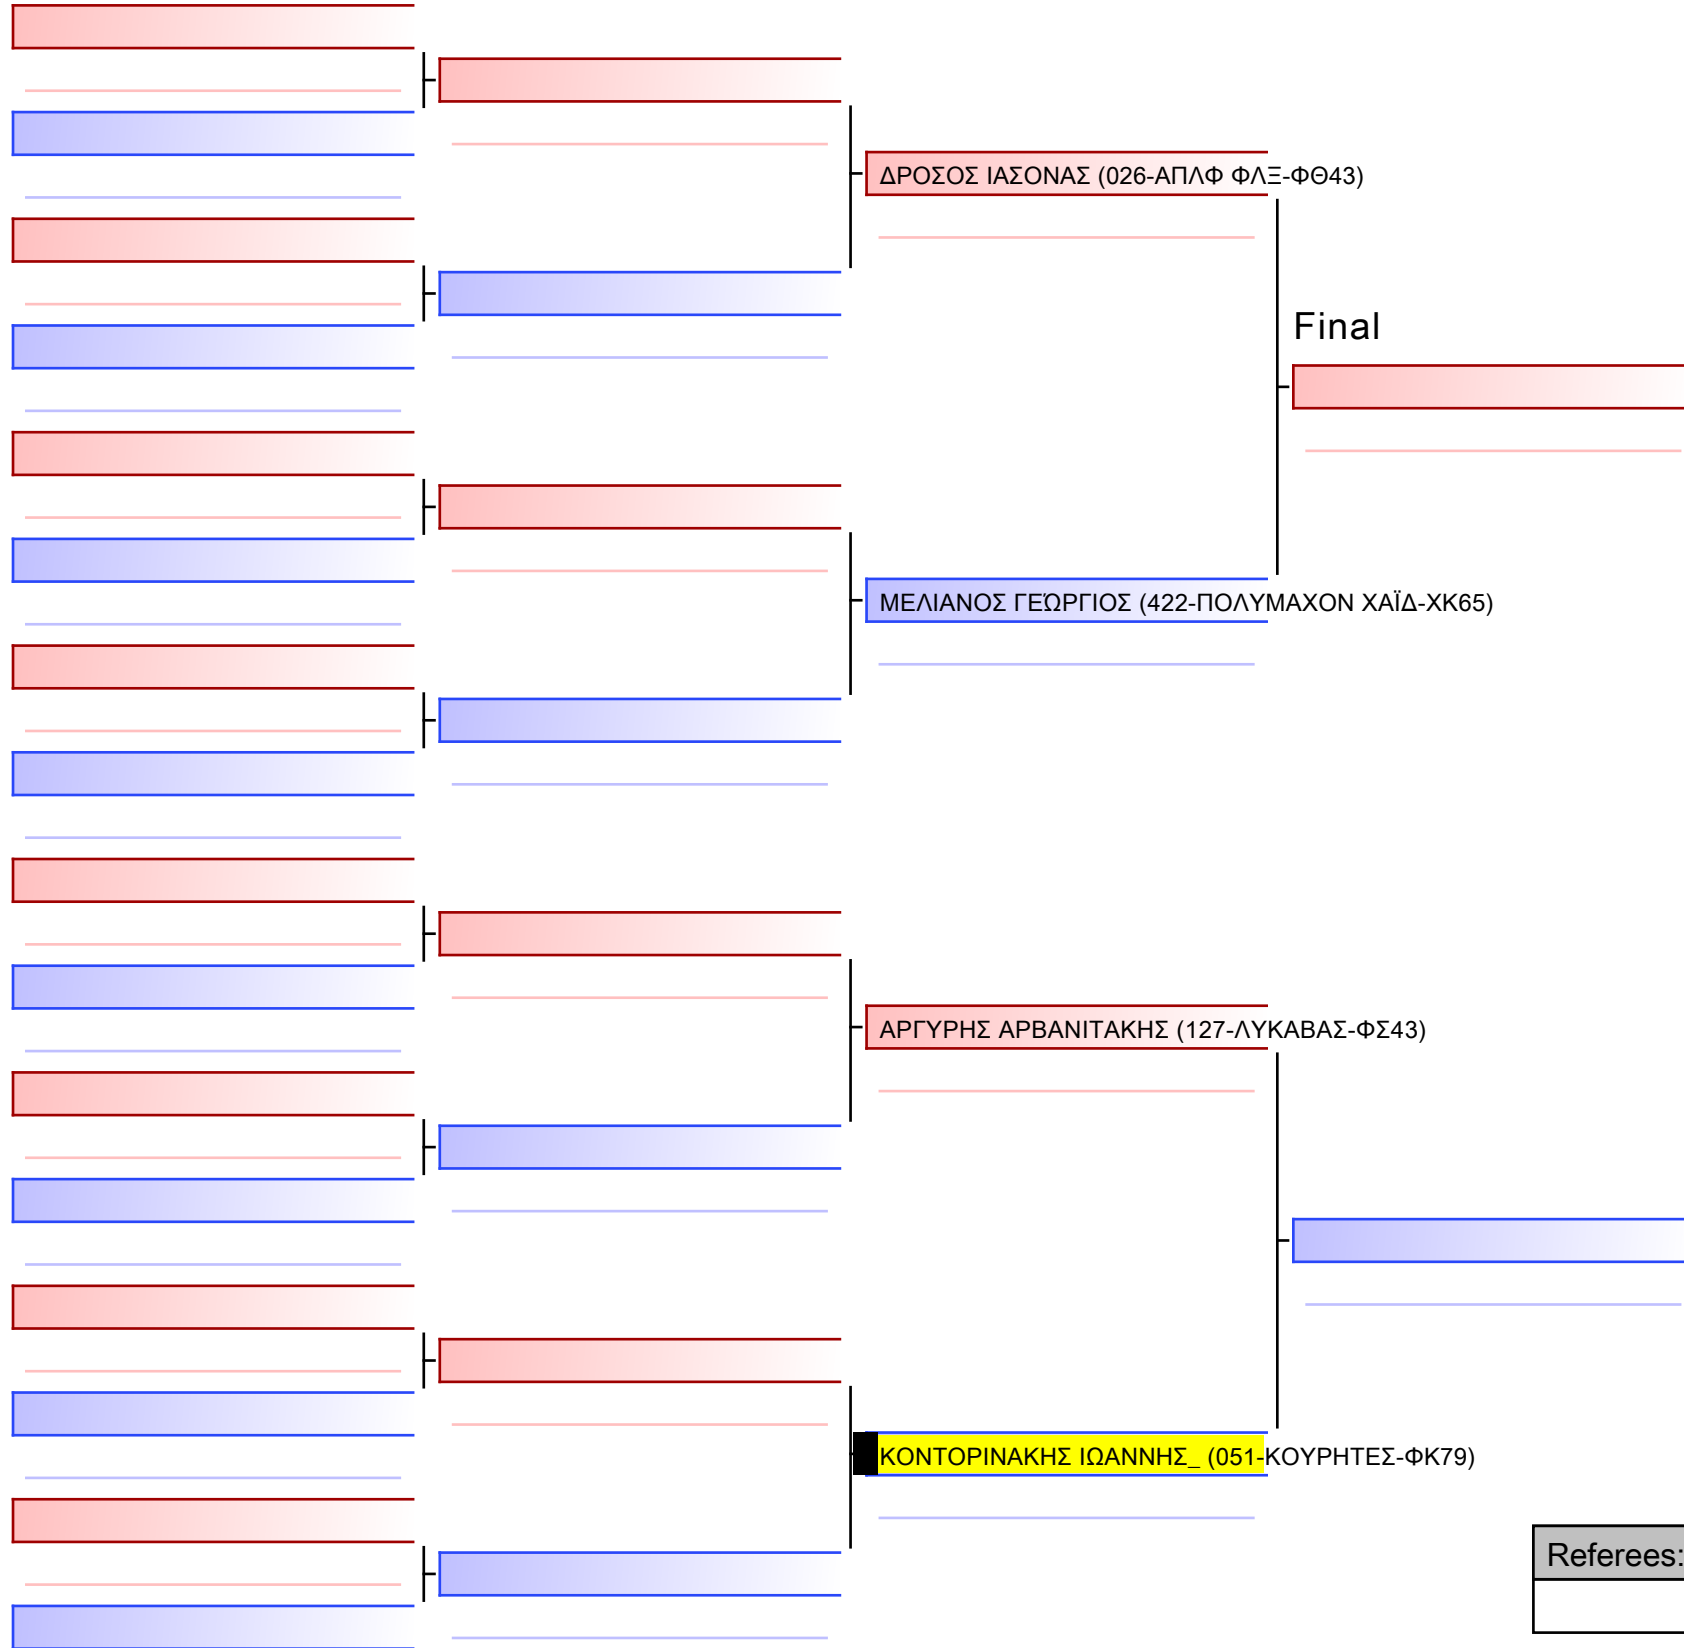 ΔΡΟΣΟΣ ΙΑΣΟΝΑΣ (026-ΑΠΛΦ ΦΛΞ-ΦΘ43)
Final
ΜΕΛΙΑΝΟΣ ΓΕΏΡΓΙΟΣ (422-ΠΟΛΥΜΑΧΟΝ ΧΑΪΔ-ΧΚ65)
ΑΡΓΥΡΗΣ ΑΡΒΑΝΙΤΑΚΗΣ (127-ΛΥΚΑΒΑΣ-ΦΣ43)
ΚΟΝΤΟΡΙΝΑΚΗΣ ΙΩΑΝΝΗΣ_ (051-ΚΟΥΡΗΤΕΣ-ΦΚ79)
Referees: